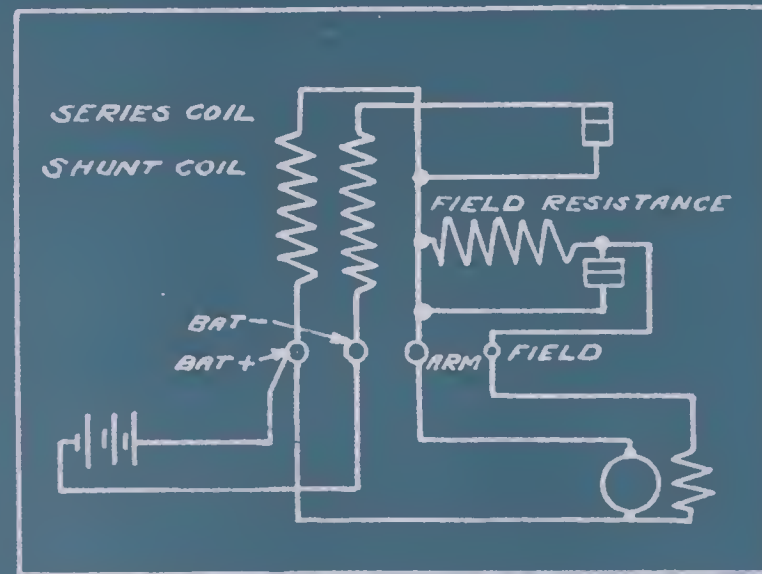 SERIES COIL
SHUNT COIL
FIELD RESISTANCE
BAT-
BAT+
ARM
FIELD